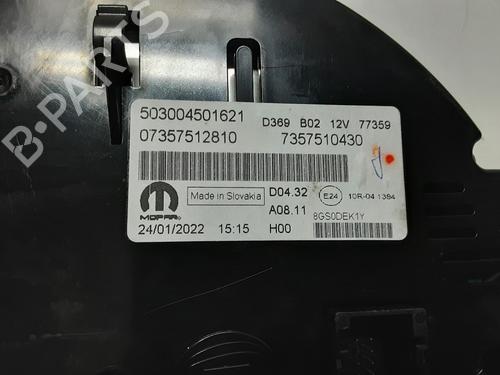 B-PARTS
503004501621 D369 B02 12V 77359
07357512810 7357510430
MOPAR
Made in Slovakia
D04.32
A08.11
E24
10R-04 1384
8GS0DEK1Y
24/01/2022 15:15 H00